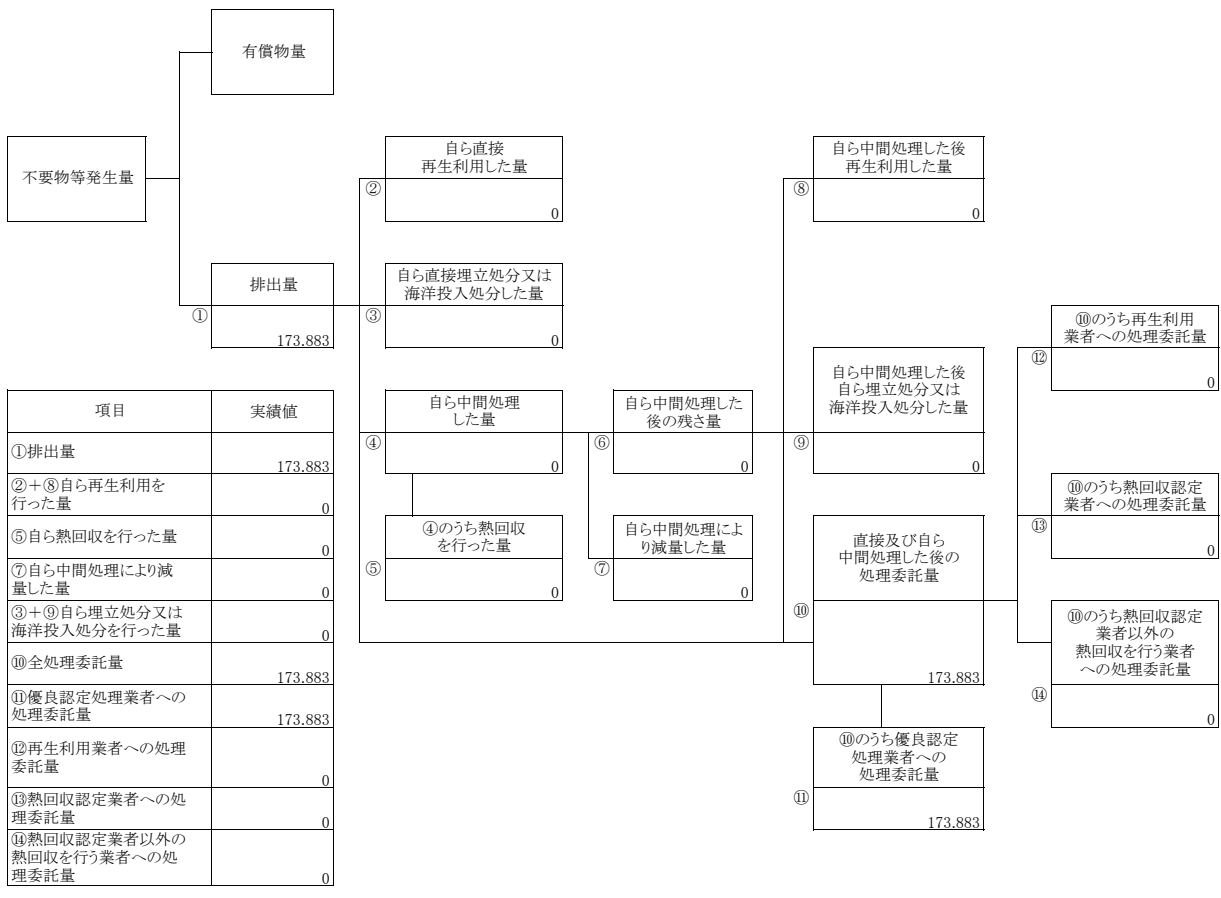 有償物量
不要物等発生量
自ら直接
再生利用した量
②
0
自ら中間処理した後
再生利用した量
⑧
0
排出量
①
173.883
自ら直接埋立処分又は
海洋投入処分した量
③
0
⑩のうち再生利用
業者への処理委託量
⑫
0
自ら中間処理
した量
④
0
自ら中間処理した
後の残さ量
⑥
0
自ら中間処理した後
自ら埋立処分又は
海洋投入処分した量
⑨
0
⑩のうち熱回収認定
業者への処理委託量
⑬
0
④のうち熱回収
を行った量
⑤
0
自ら中間処理によ
り減量した量
⑦
0
直接及び自ら
中間処理した後の
処理委託量
⑩
173.883
⑩のうち熱回収認定
業者以外の
熱回収を行う業者
への処理委託量
⑭
0
⑩のうち優良認定
処理業者への
処理委託量
⑪
173.883
項目
実績値
①排出量
173.883
②＋⑧自ら再生利用を
行った量
0
⑤自ら熱回収を行った量
0
⑦自ら中間処理により減
量した量
0
③＋⑨自ら埋立処分又は
海洋投入処分を行った量
0
⑩全処理委託量
173.883
⑪優良認定処理業者への
処理委託量
173.883
⑫再生利用業者への処理
委託量
0
⑬熱回収認定業者への処
理委託量
0
⑭熱回収認定業者以外の
熱回収を行う業者への処
理委託量
0